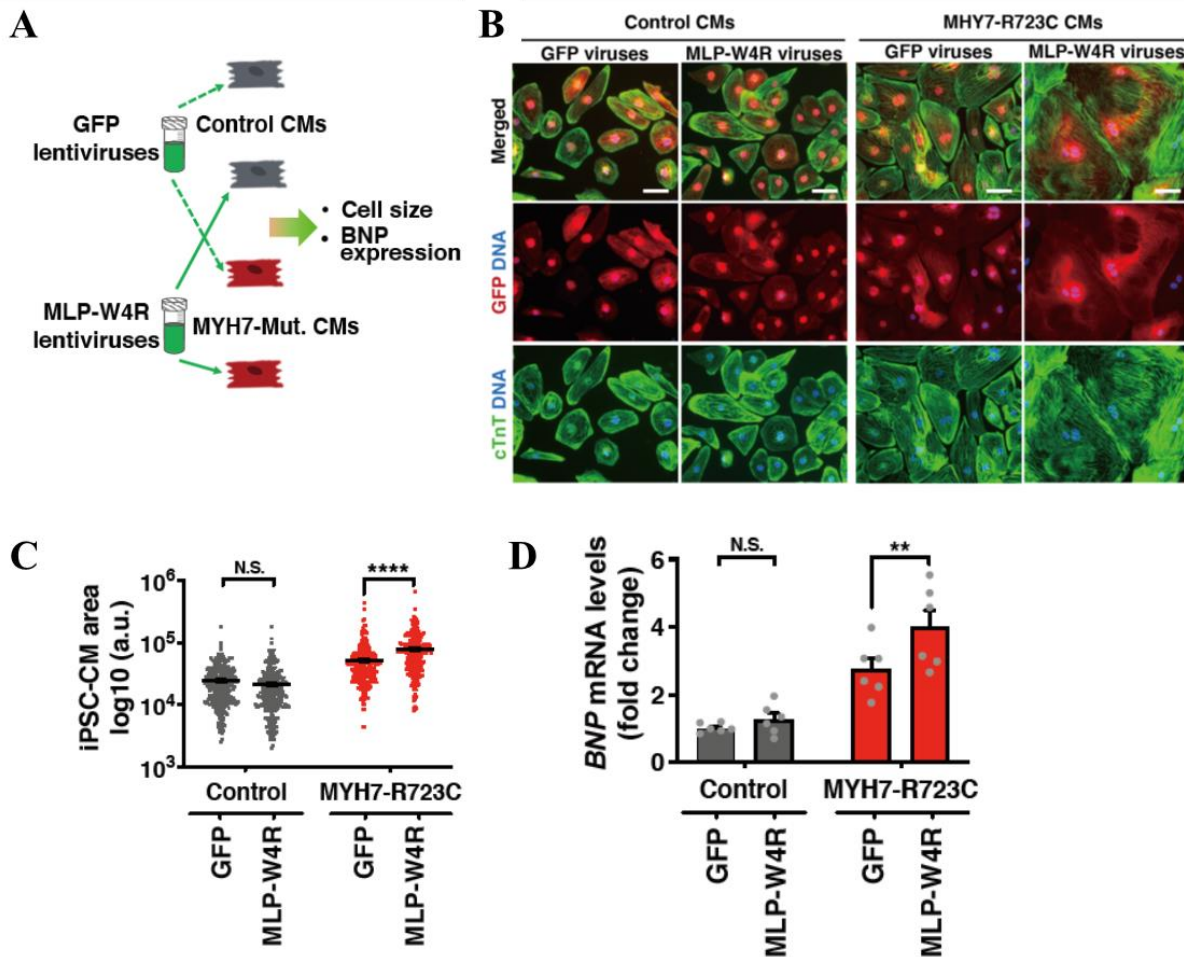 A
GFP
lentiviruses
Control CMs
• Cell size
• BNP
expression
MLP-W4R
lentiviruses
MYH7-Mut. CMs
B
Control CMs
MHY7-R723C CMs
GFP viruses
MLP-W4R viruses
GFP viruses
MLP-W4R viruses
Merged
GFP DNA
cTnT DNA
C
iPSC-CM area
log10 (a.u.)
10⁶
10⁵
10⁴
10³
N.S.
****
Control
MYH7-R723C
GFP
MLP-W4R
GFP
MLP-W4R
D
BNP mRNA levels
(fold change)
6
4
2
0
N.S.
**
Control
MYH7-R723C
GFP
MLP-W4R
GFP
MLP-W4R